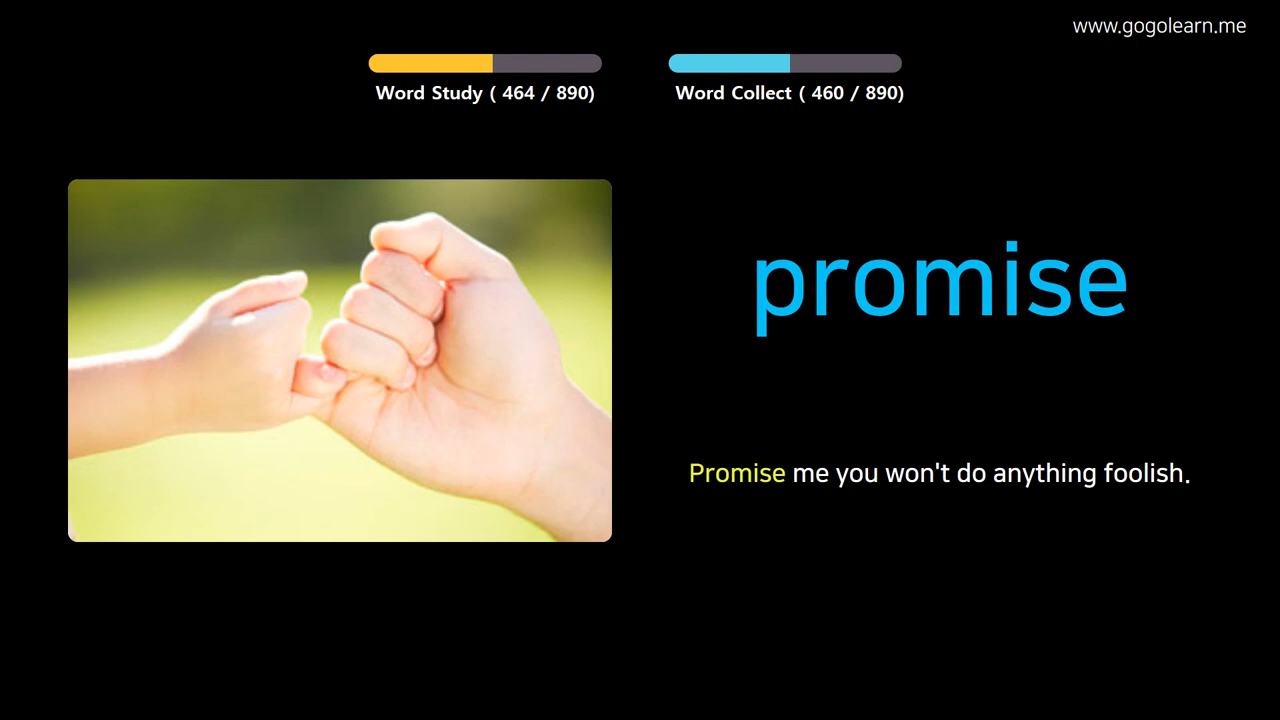 www.gogolearn.me
Word Study ( 464 / 890)
Word Collect ( 460 / 890)
promise
Promise me you won't do anything foolish.